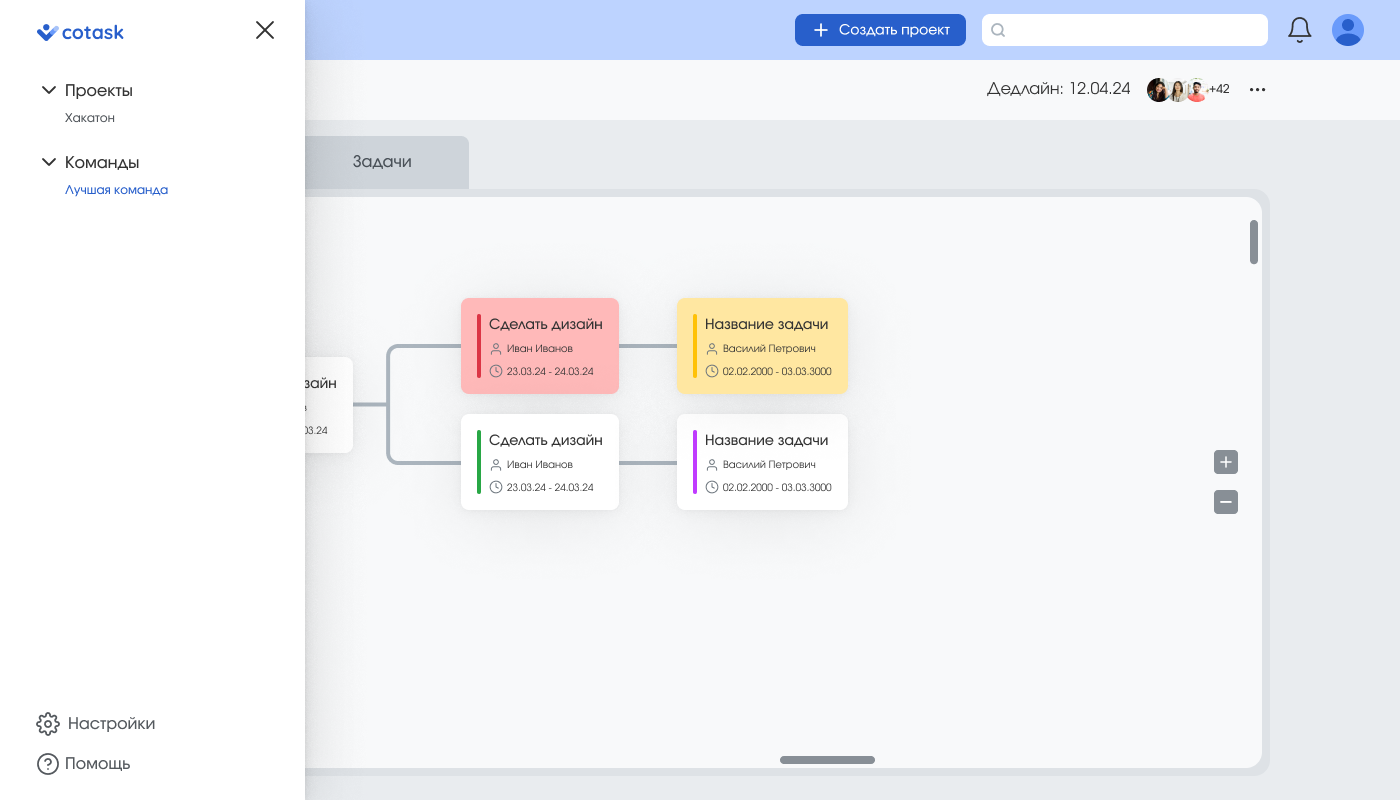 cotask
Проекты
Хакатон
Команды
Лучшая команда
Настройки
Помощь
Создать проект
Дедлайн: 12.04.24
+42
Задачи
зайн
03.24
Сделать дизайн
Иван Иванов
23.03.24 - 24.03.24
Название задачи
Василий Петрович
02.02.2000 - 03.03.3000
Сделать дизайн
Иван Иванов
23.03.24 - 24.03.24
Название задачи
Василий Петрович
02.02.2000 - 03.03.3000